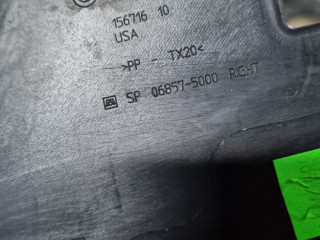 156716 10
USA
>PP - TX20<
SP 06857-5000 RIGHT